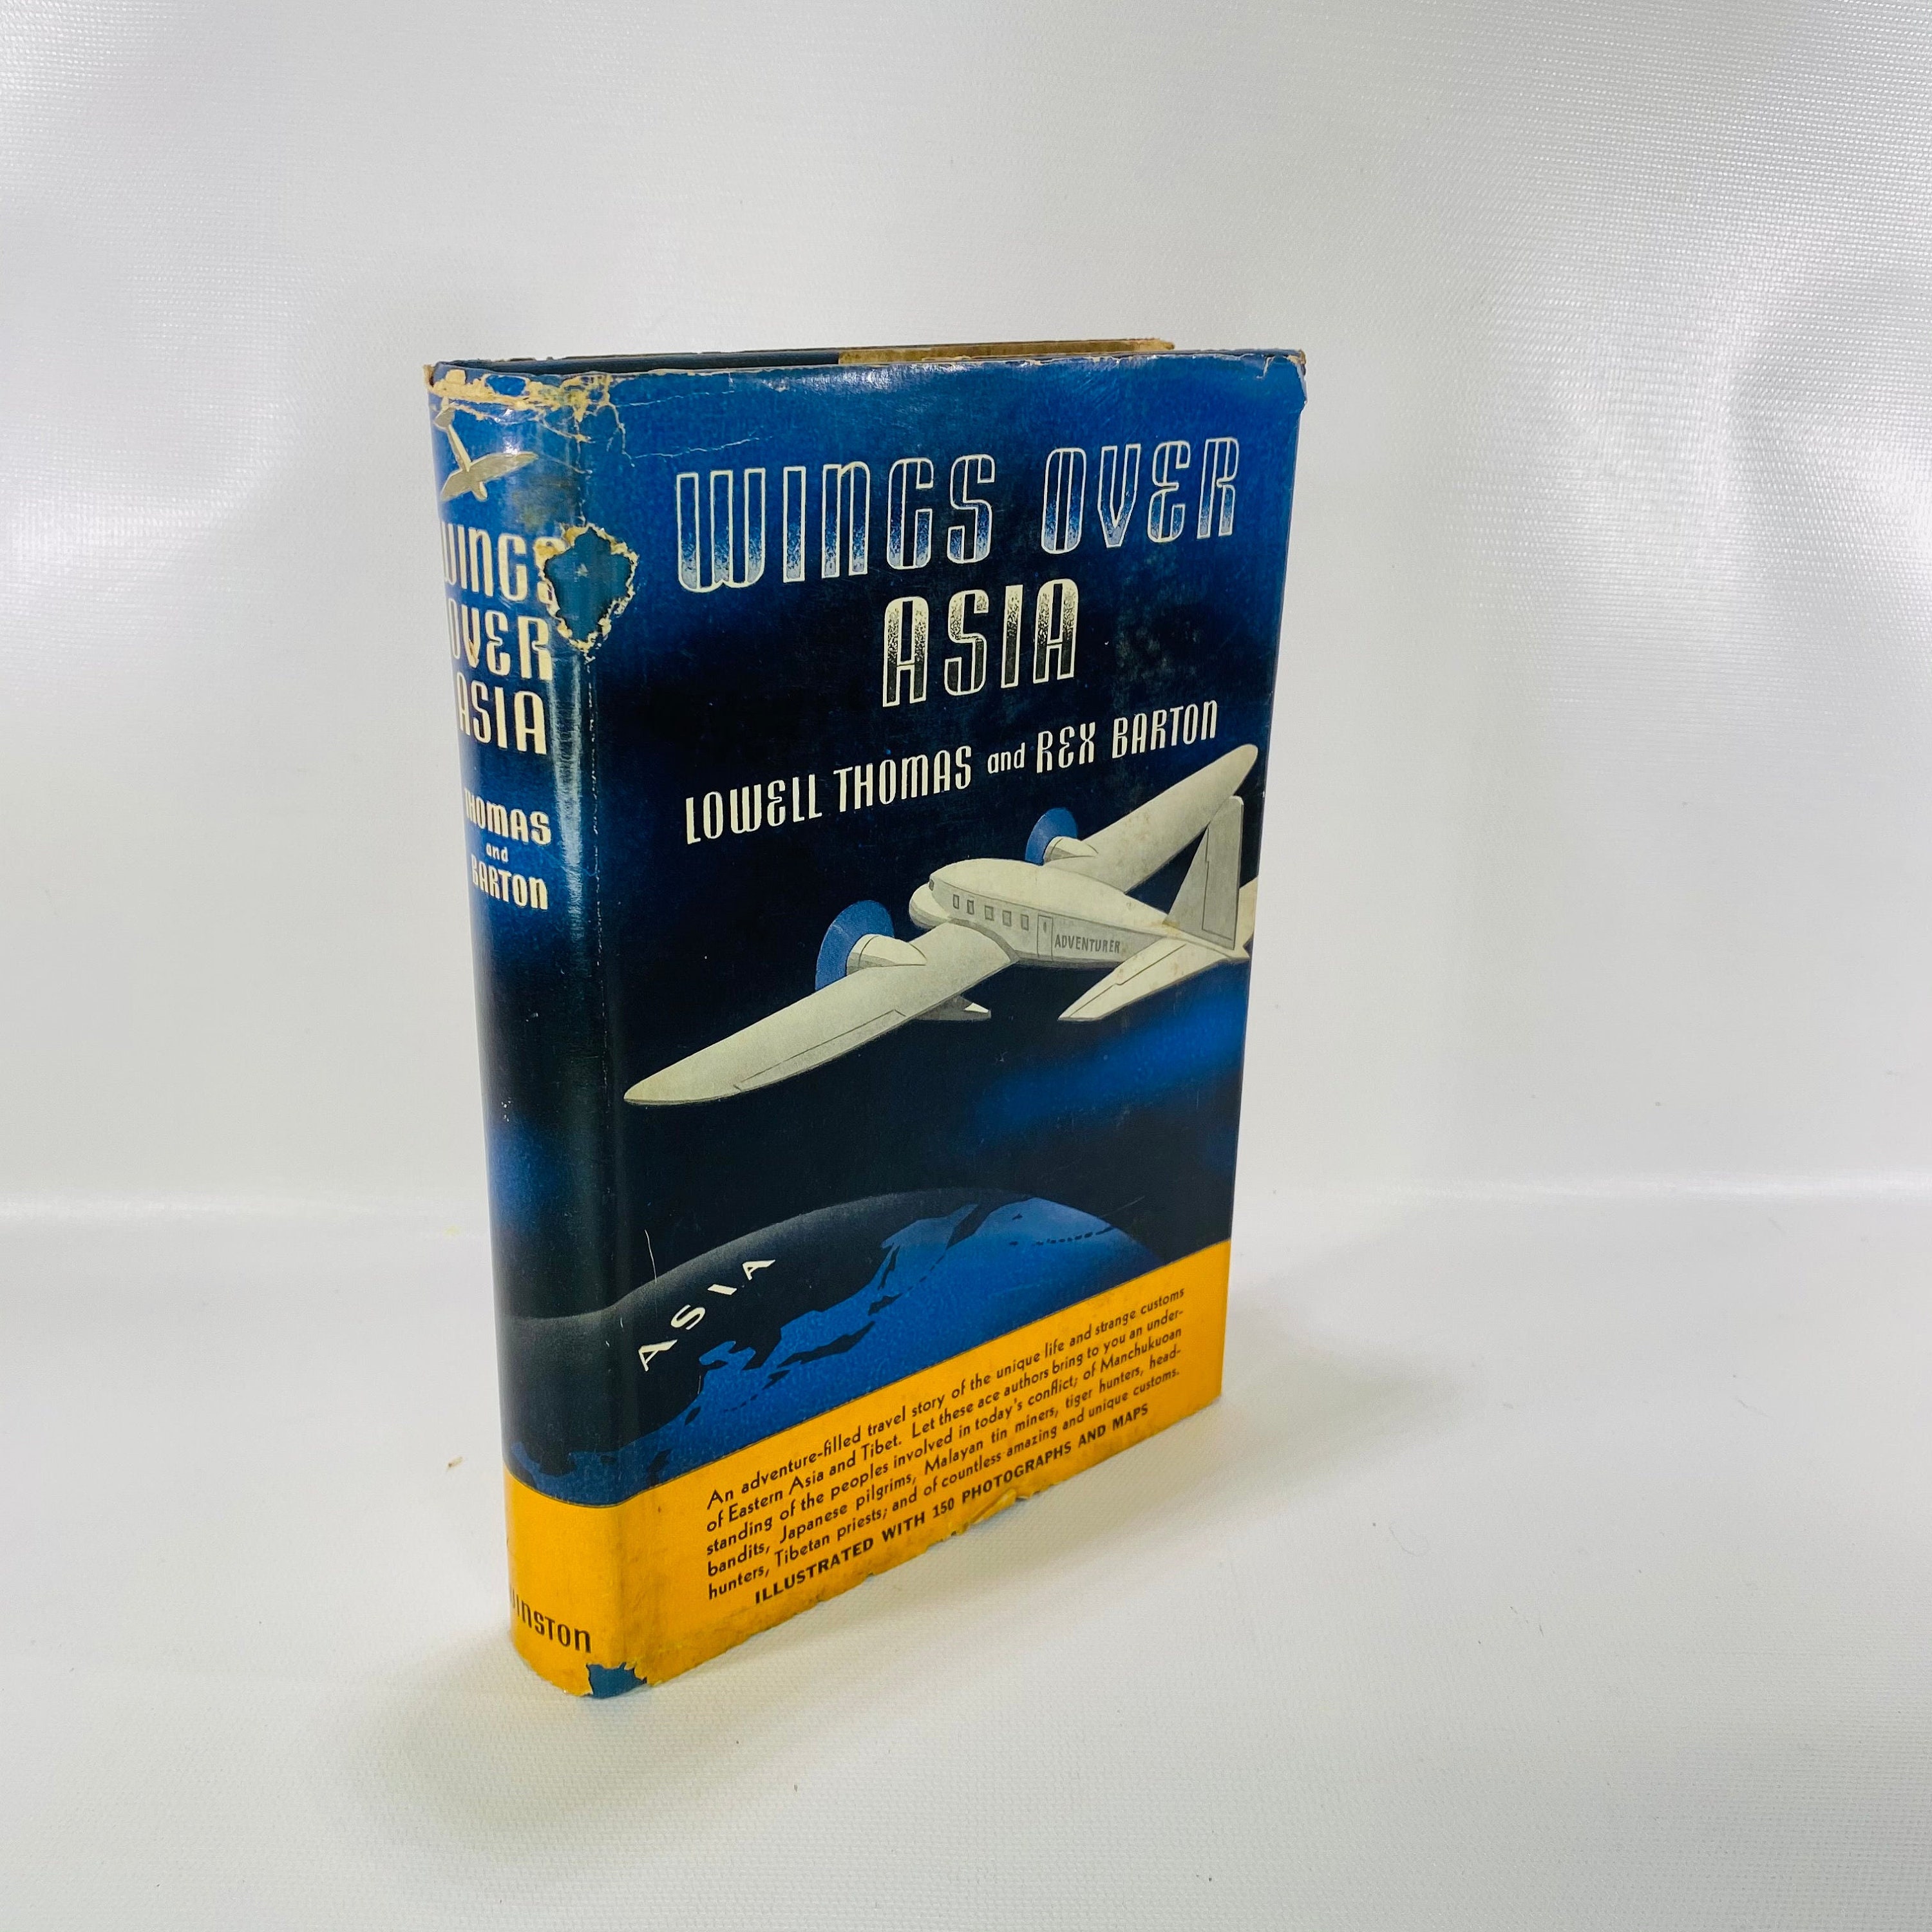 WINGS
OVER
ASIA
THOMAS
and
BARTON
WINSTON
WINGS OVER
ASIA
LOWELL THOMAS and REX BARTON
ADVENTURER
ASIA
An adventure-filled travel story of the unique life and strange customs
of Eastern Asia and Tibet. Let these ace authors bring to you an under-
standing of the peoples involved in today's conflict; of Manchukuoan
bandits, Japanese pilgrims, Malayan tin miners, tiger hunters, head-
hunters, Tibetan priests; and of countless amazing and unique customs.
ILLUSTRATED WITH 150 PHOTOGRAPHS AND MAPS